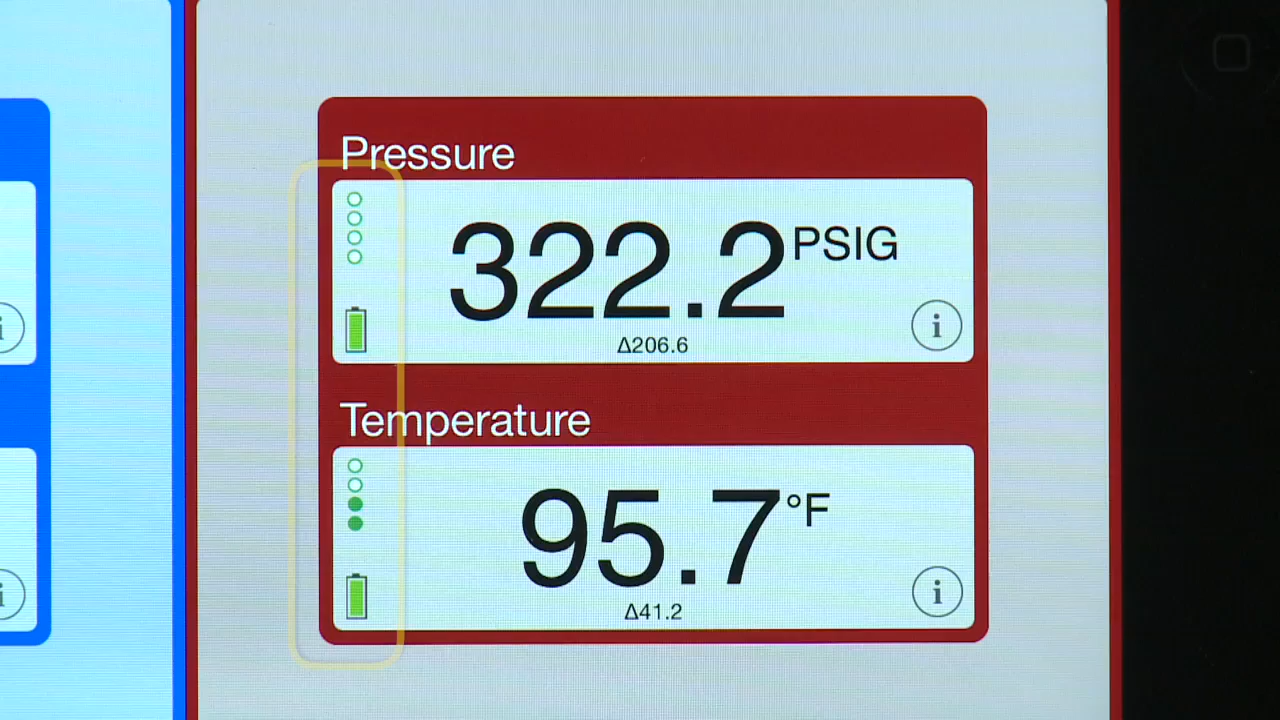 Pressure
322.2 PSIG
Δ206.6
i
Temperature
95.7 °F
Δ41.2
i
i
i